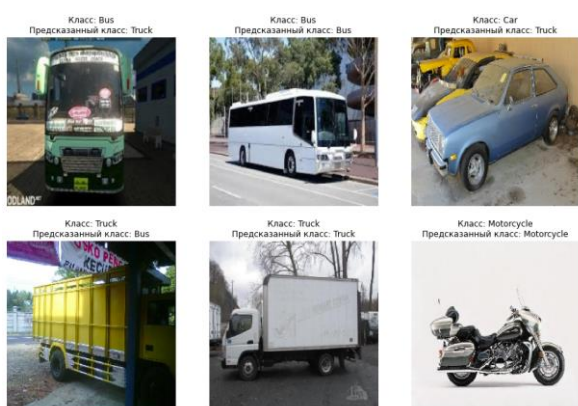 Класс: Bus
Предсказанный класс: Truck
Класс: Bus
Предсказанный класс: Bus
Класс: Car
Предсказанный класс: Truck
ODLAND
Класс: Truck
Предсказанный класс: Bus
Класс: Truck
Предсказанный класс: Truck
Класс: Motorcycle
Предсказанный класс: Motorcycle